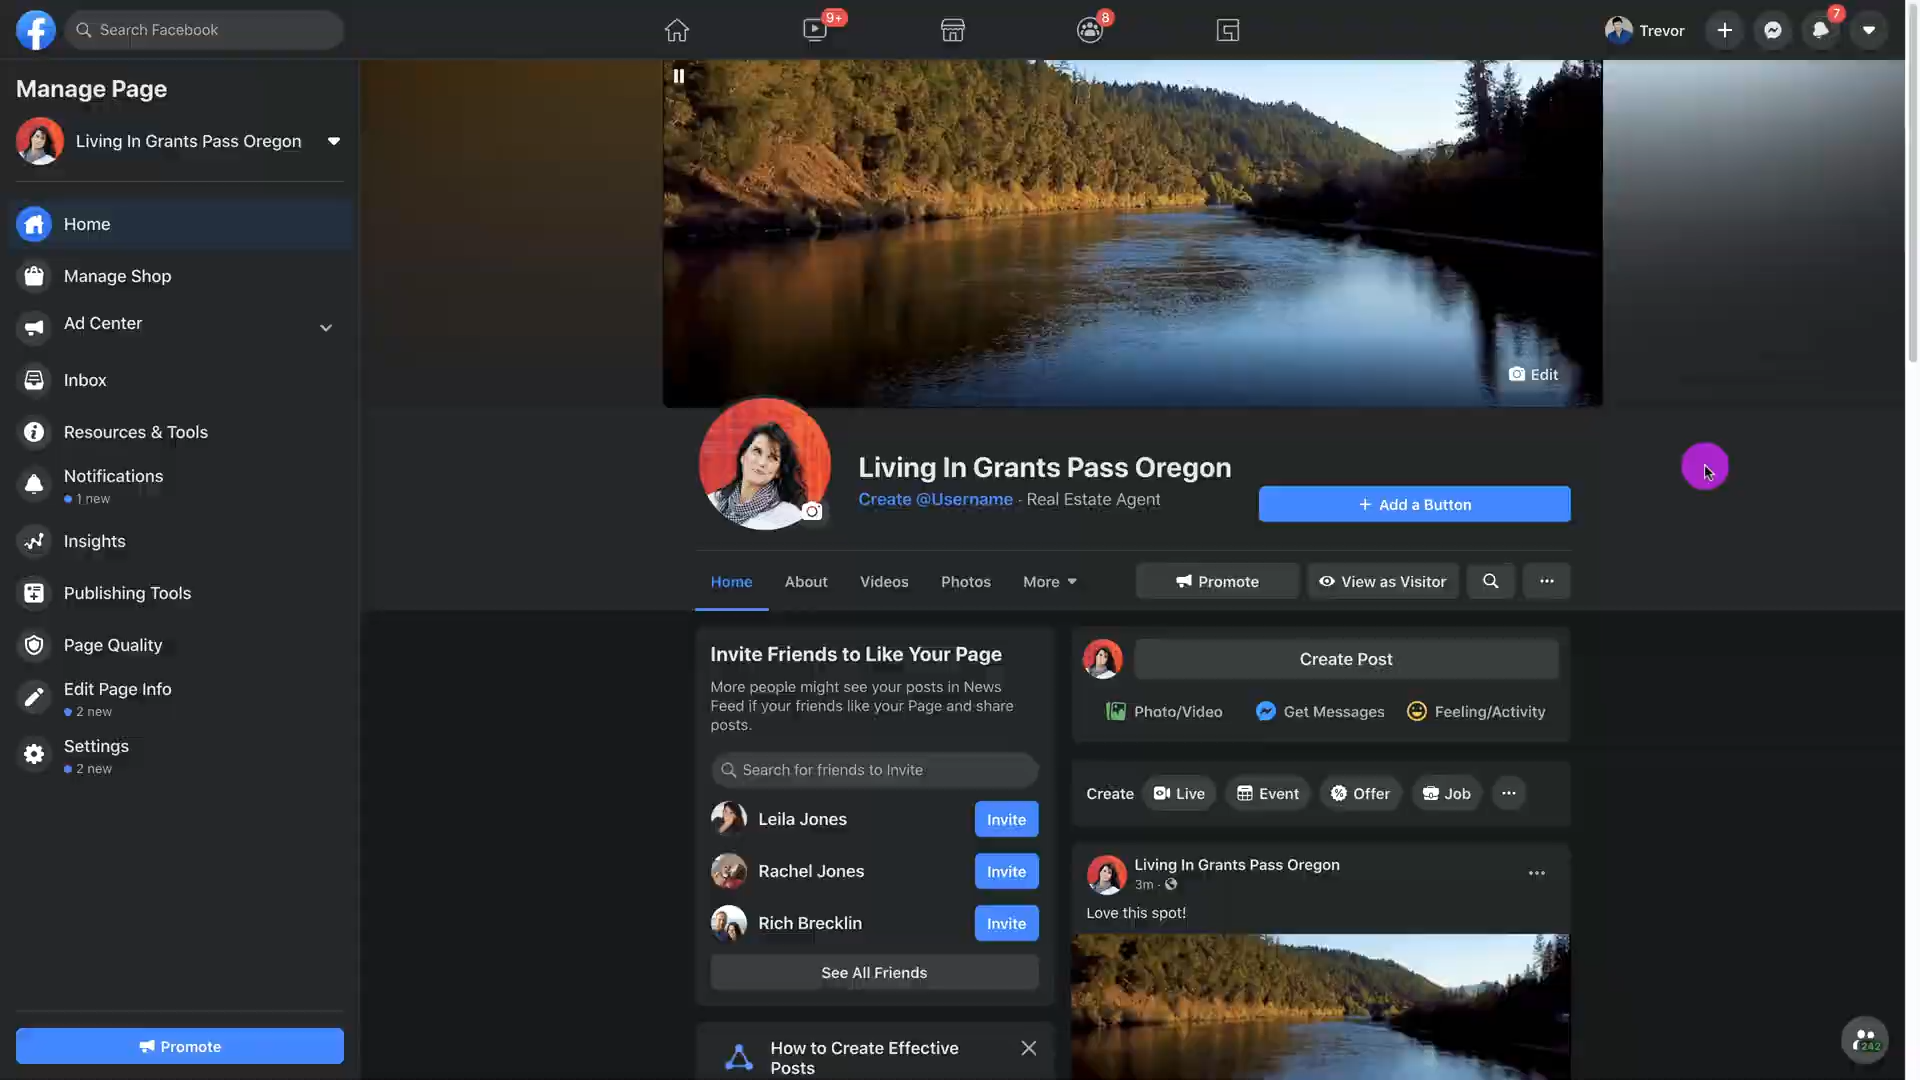 Search Facebook
9+
8
Trevor
7
Manage Page
Living In Grants Pass Oregon
Home
Manage Shop
Ad Center
Inbox
Resources & Tools
Notifications
1 new
Insights
Publishing Tools
Page Quality
Edit Page Info
2 new
Settings
2 new
Promote
Edit
Living In Grants Pass Oregon
Create @Username · Real Estate Agent
+ Add a Button
Home
About
Videos
Photos
More
Promote
View as Visitor
Invite Friends to Like Your Page
More people might see your posts in News
Feed if your friends like your Page and share
posts.
Search for friends to Invite
Leila Jones
Invite
Rachel Jones
Invite
Rich Brecklin
Invite
See All Friends
How to Create Effective
Posts
Create Post
Photo/Video
Get Messages
Feeling/Activity
Create
Live
Event
Offer
Job
Living In Grants Pass Oregon
3m ·
Love this spot!
242